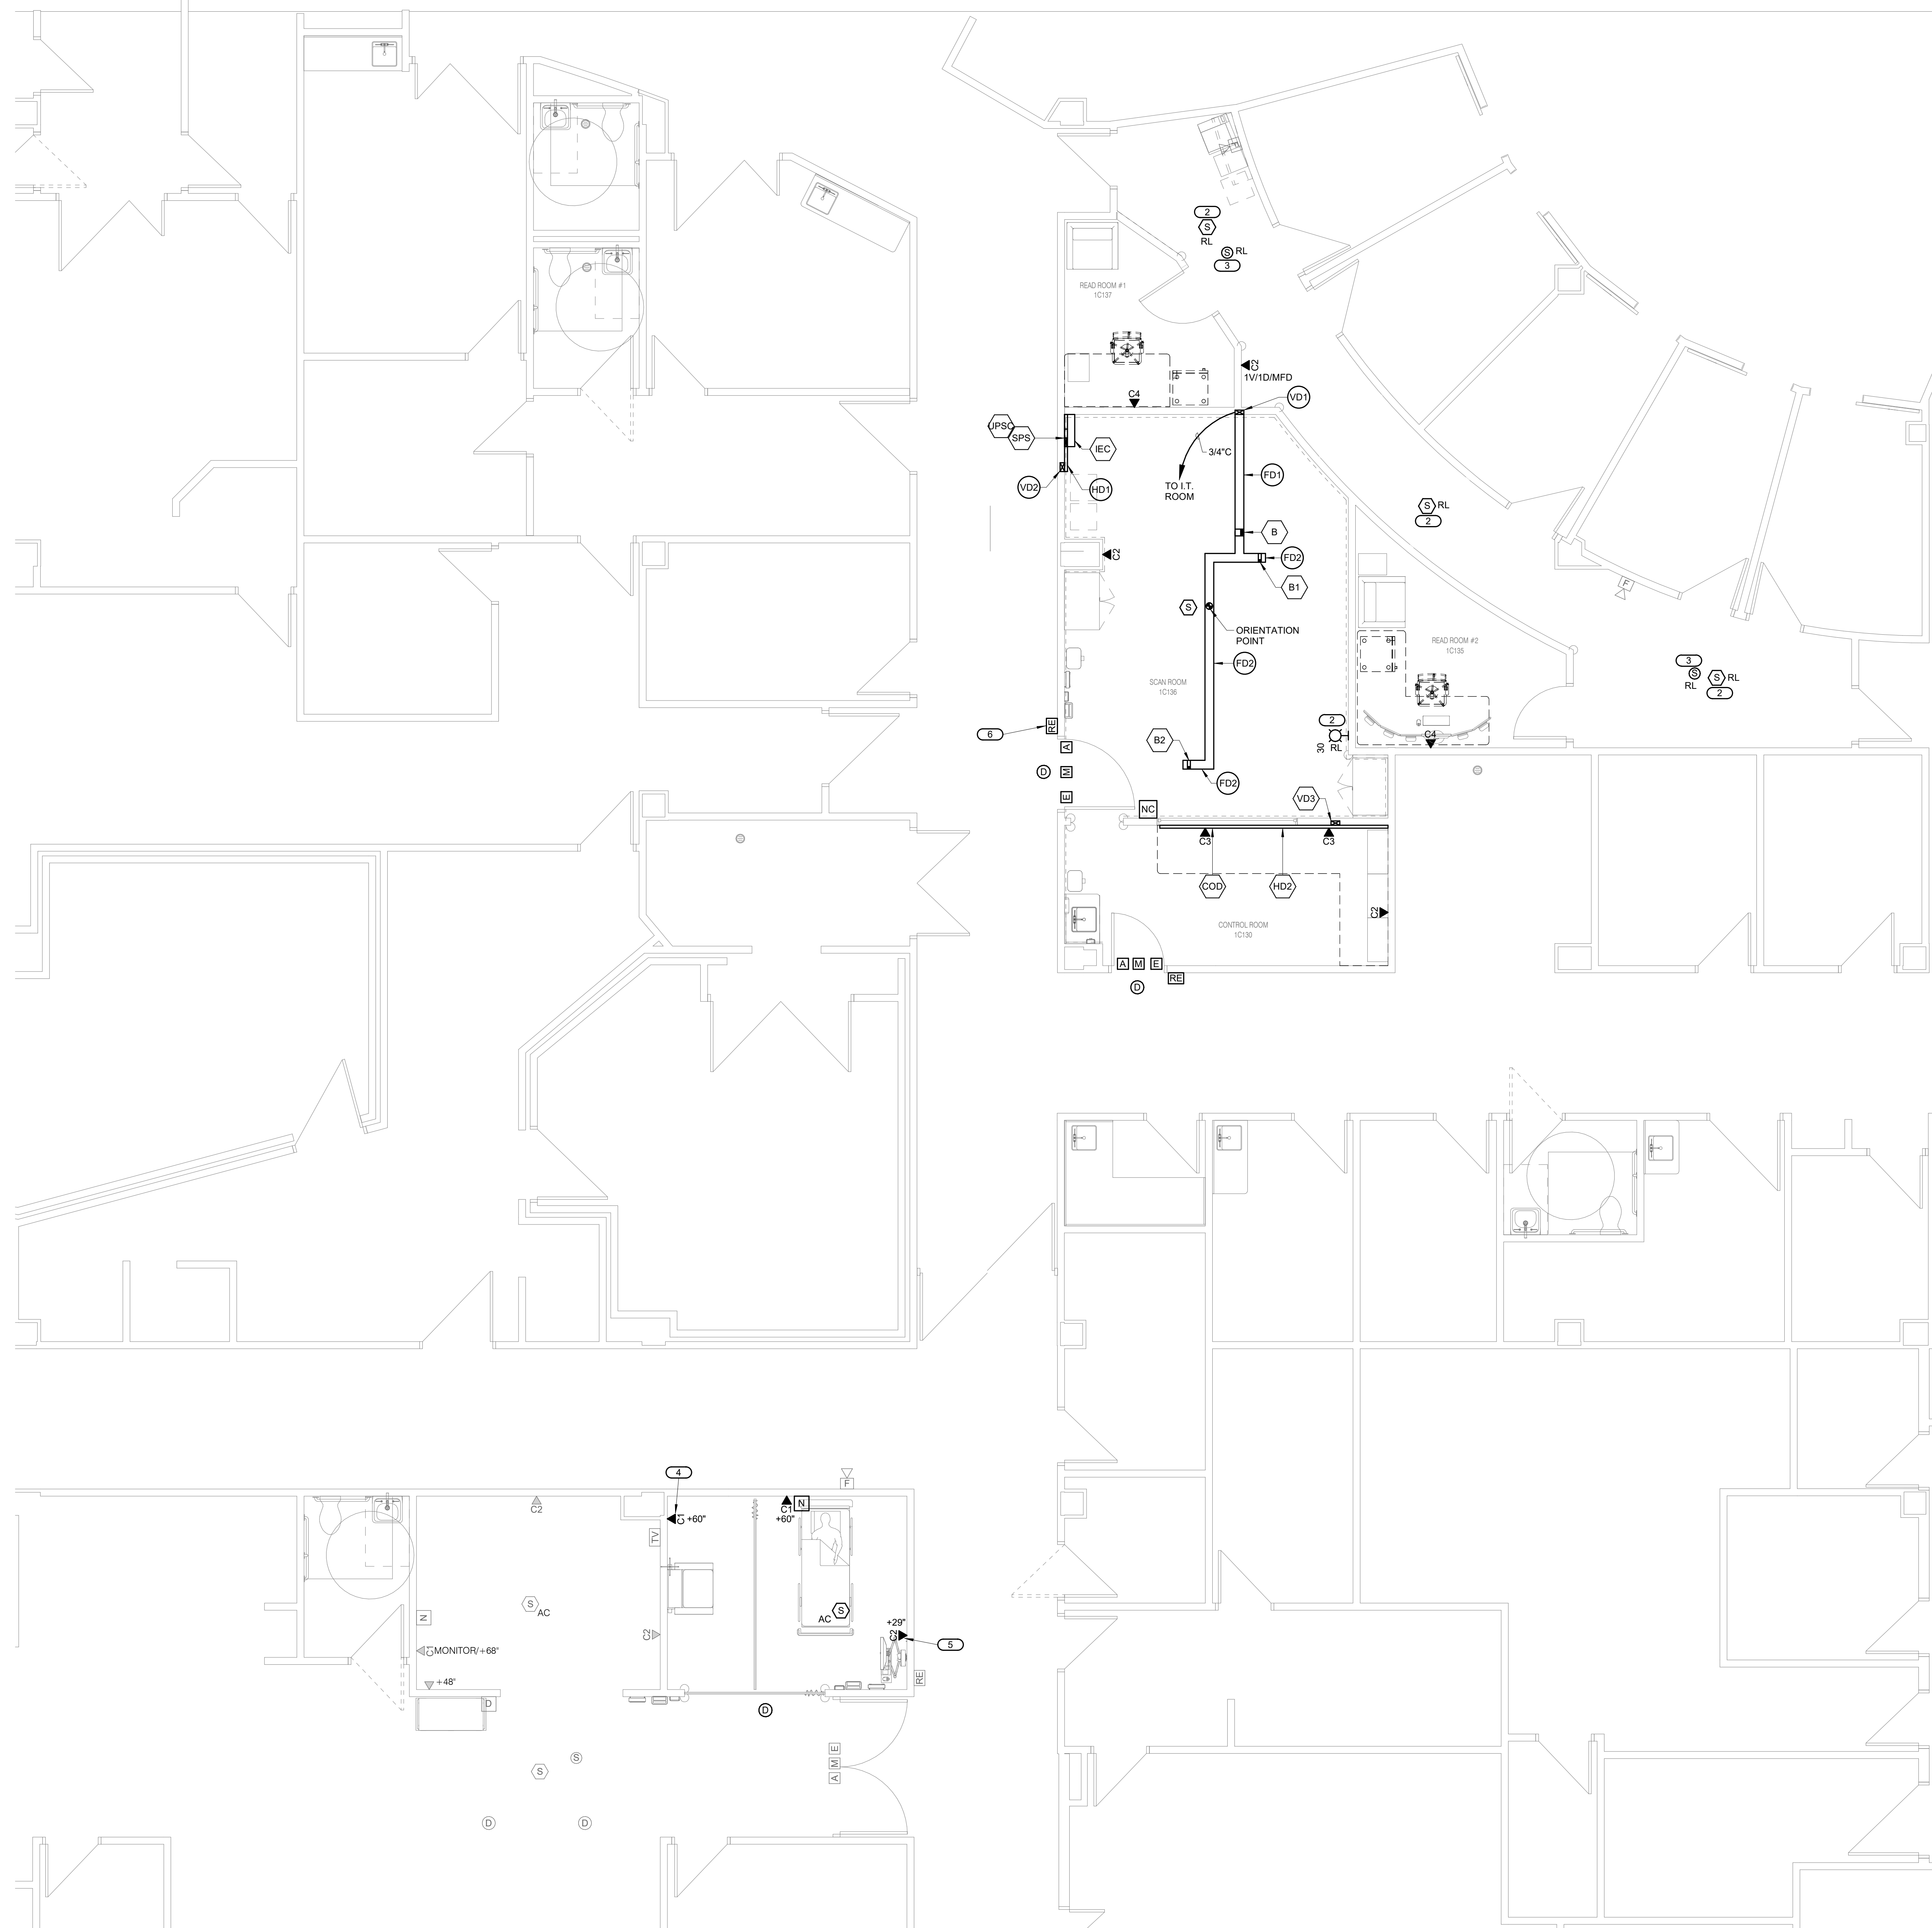 2
S
RL
S RL
3
READ ROOM #1
1C137
C2
1V/1D/MFD
C4
VD1
UPSC
SPS
IEC
3/4"C
FD1
TO I.T.
ROOM
VD2
HD1
S RL
2
B
C2
FD2
B1
F
S
ORIENTATION
POINT
READ ROOM #2
1C135
FD2
SCAN ROOM
1C136
3
S
RL
S RL
2
RE
6
2
30
RL
C4
A
B2
D
M
FD2
E
NC
VD3
C3
C3
COD
HD2
C2
CONTROL ROOM
1C130
A M E
RE
D
4
F
C2
C1 +60"
C1
+60"
N
TV
S
AC
N
AC
S
+29"
C2
C2
5
C1 MONITOR/+68"
+48"
RE
D
D
E
M
A
S
S
D
D